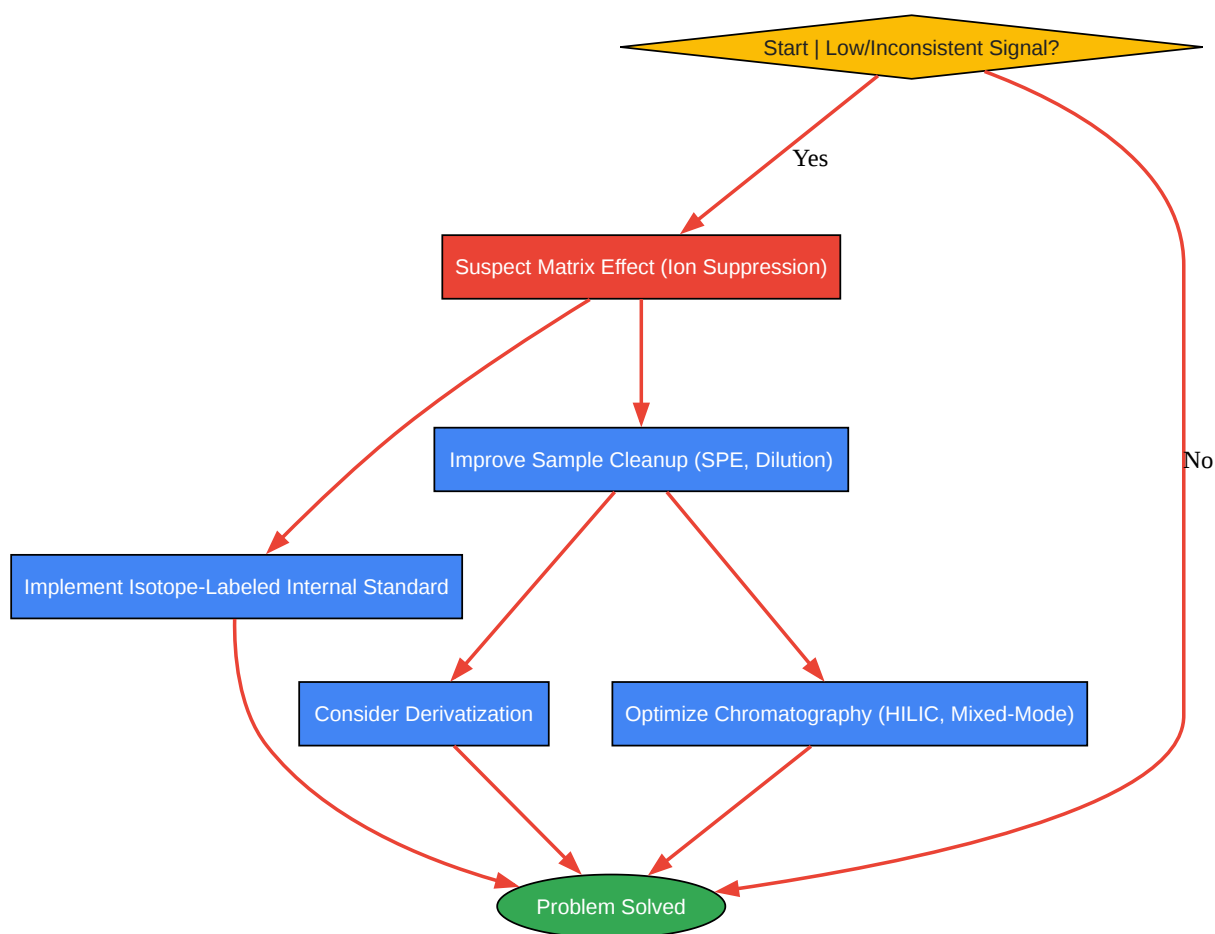 Start | Low/Inconsistent Signal?
Yes
Suspect Matrix Effect (Ion Suppression)
Improve Sample Cleanup (SPE, Dilution)
No
Implement Isotope-Labeled Internal Standard
Consider Derivatization
Optimize Chromatography (HILIC, Mixed-Mode)
Problem Solved